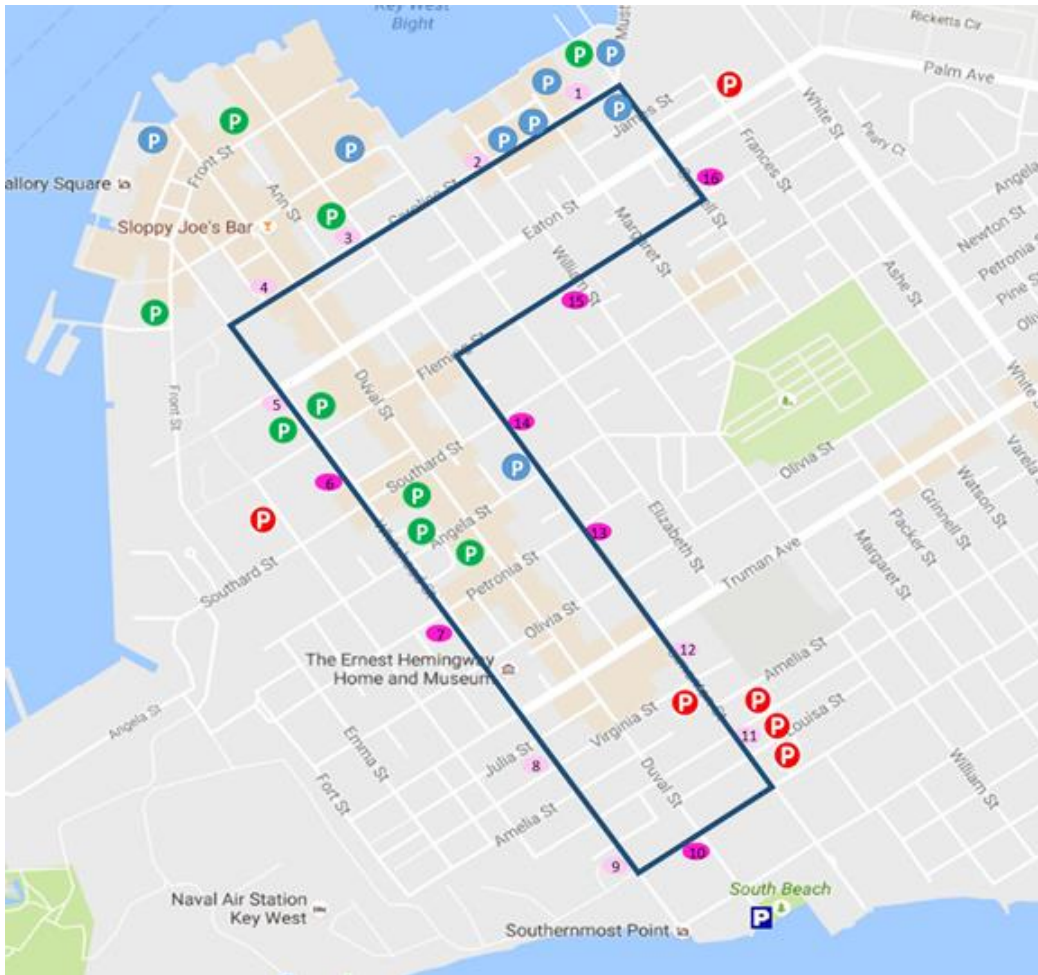 Key West
Bight
Must
Ricketts Cir
Palm Ave
P
P
P
P
P
1
P
P
P
P
P
P
James St
White St
Peary Ct
Frances St
allory Square
Front St
2
Ann St
P
Caroline St
Eaton St
Grinnell St
16
Angela
Newton St
Petronia S
Pine S
Oliv
Sloppy Joe's Bar
3
Margaret St
William St
15
Ashe St
4
P
Front St
Fleming St
Duval St
White
5
P
P
14
Southard St
6
P
P
P
Angela St
P
P
Whitehead St
Southard St
13
Elizabeth St
Olivia St
Varela
Watson St
Grinnell St
Packer St
Margaret St
Truman Ave
Petronia St
Olivia St
7
The Ernest Hemingway
Home and Museum
12
Amelia St
P
P
P
P
Louisa St
11
Virginia St
Angela St
Emma St
Fort St
Julia St
8
Duval St
William St
Amelia St
9
10
Naval Air Station
Key West
South Beach
P
Southernmost Point